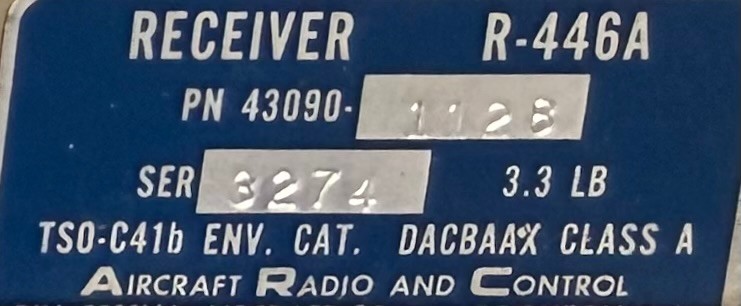 RECEIVER R-446A
PN 43090- 1128
SER 3274 3.3 LB
TSO-C41b ENV. CAT. DACBAAX CLASS A
AIRCRAFT RADIO AND CONTROL